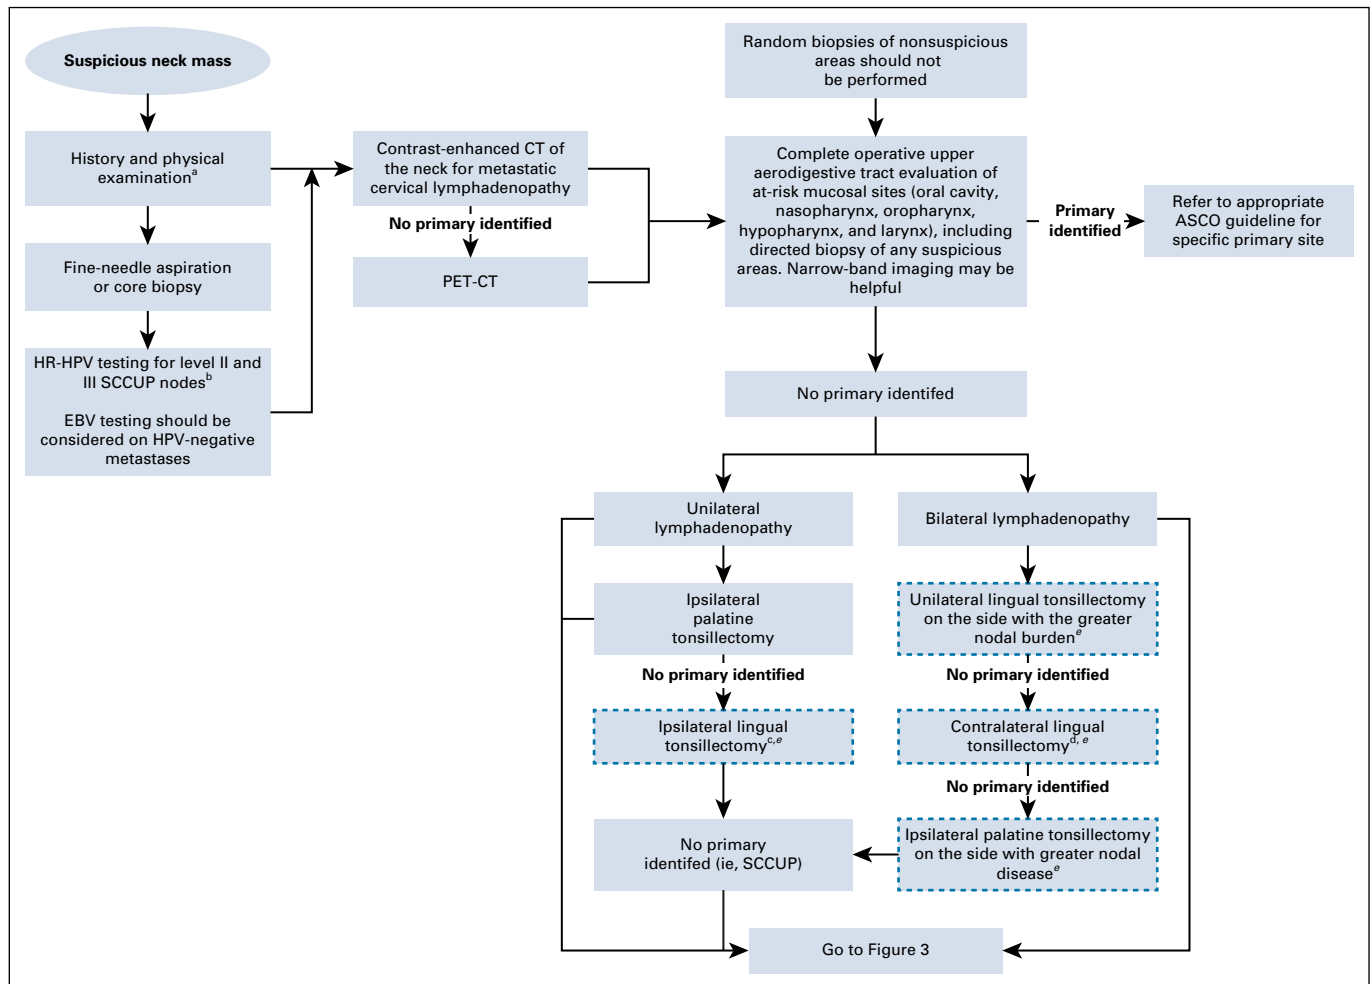 Suspicious neck mass
History and physical
examinationᵃ
Fine-needle aspiration
or core biopsy
HR-HPV testing for level II and
III SCCUP nodesᵇ
EBV testing should be
considered on HPV-negative
metastases
Contrast-enhanced CT of
the neck for metastatic
cervical lymphadenopathy
No primary identified
PET-CT
Random biopsies of nonsuspicious
areas should not
be performed
Complete operative upper
aerodigestive tract evaluation of
at-risk mucosal sites (oral cavity,
nasopharynx, oropharynx,
hypopharynx, and larynx), including
directed biopsy of any suspicious
areas. Narrow-band imaging may be
helpful
Primary
identified
Refer to appropriate
ASCO guideline for
specific primary site
No primary identifed
Unilateral
lymphadenopathy
Ipsilateral
palatine
tonsillectomy
No primary identified
Ipsilateral lingual
tonsillectomyᶜ,ᵉ
No primary
identifed (ie, SCCUP)
Bilateral lymphadenopathy
Unilateral lingual tonsillectomy
on the side with the greater
nodal burdenᵉ
No primary identified
Contralateral lingual
tonsillectomyᵈ, ᵉ
No primary identified
Ipsilateral palatine tonsillectomy
on the side with greater nodal
diseaseᵉ
Go to Figure 3